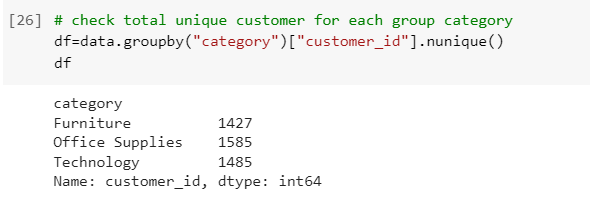 [26] # check total unique customer for each group category
df=data.groupby("category")["customer_id"].nunique()
df
category
Furniture 1427
Office Supplies 1585
Technology 1485
Name: customer_id, dtype: int64